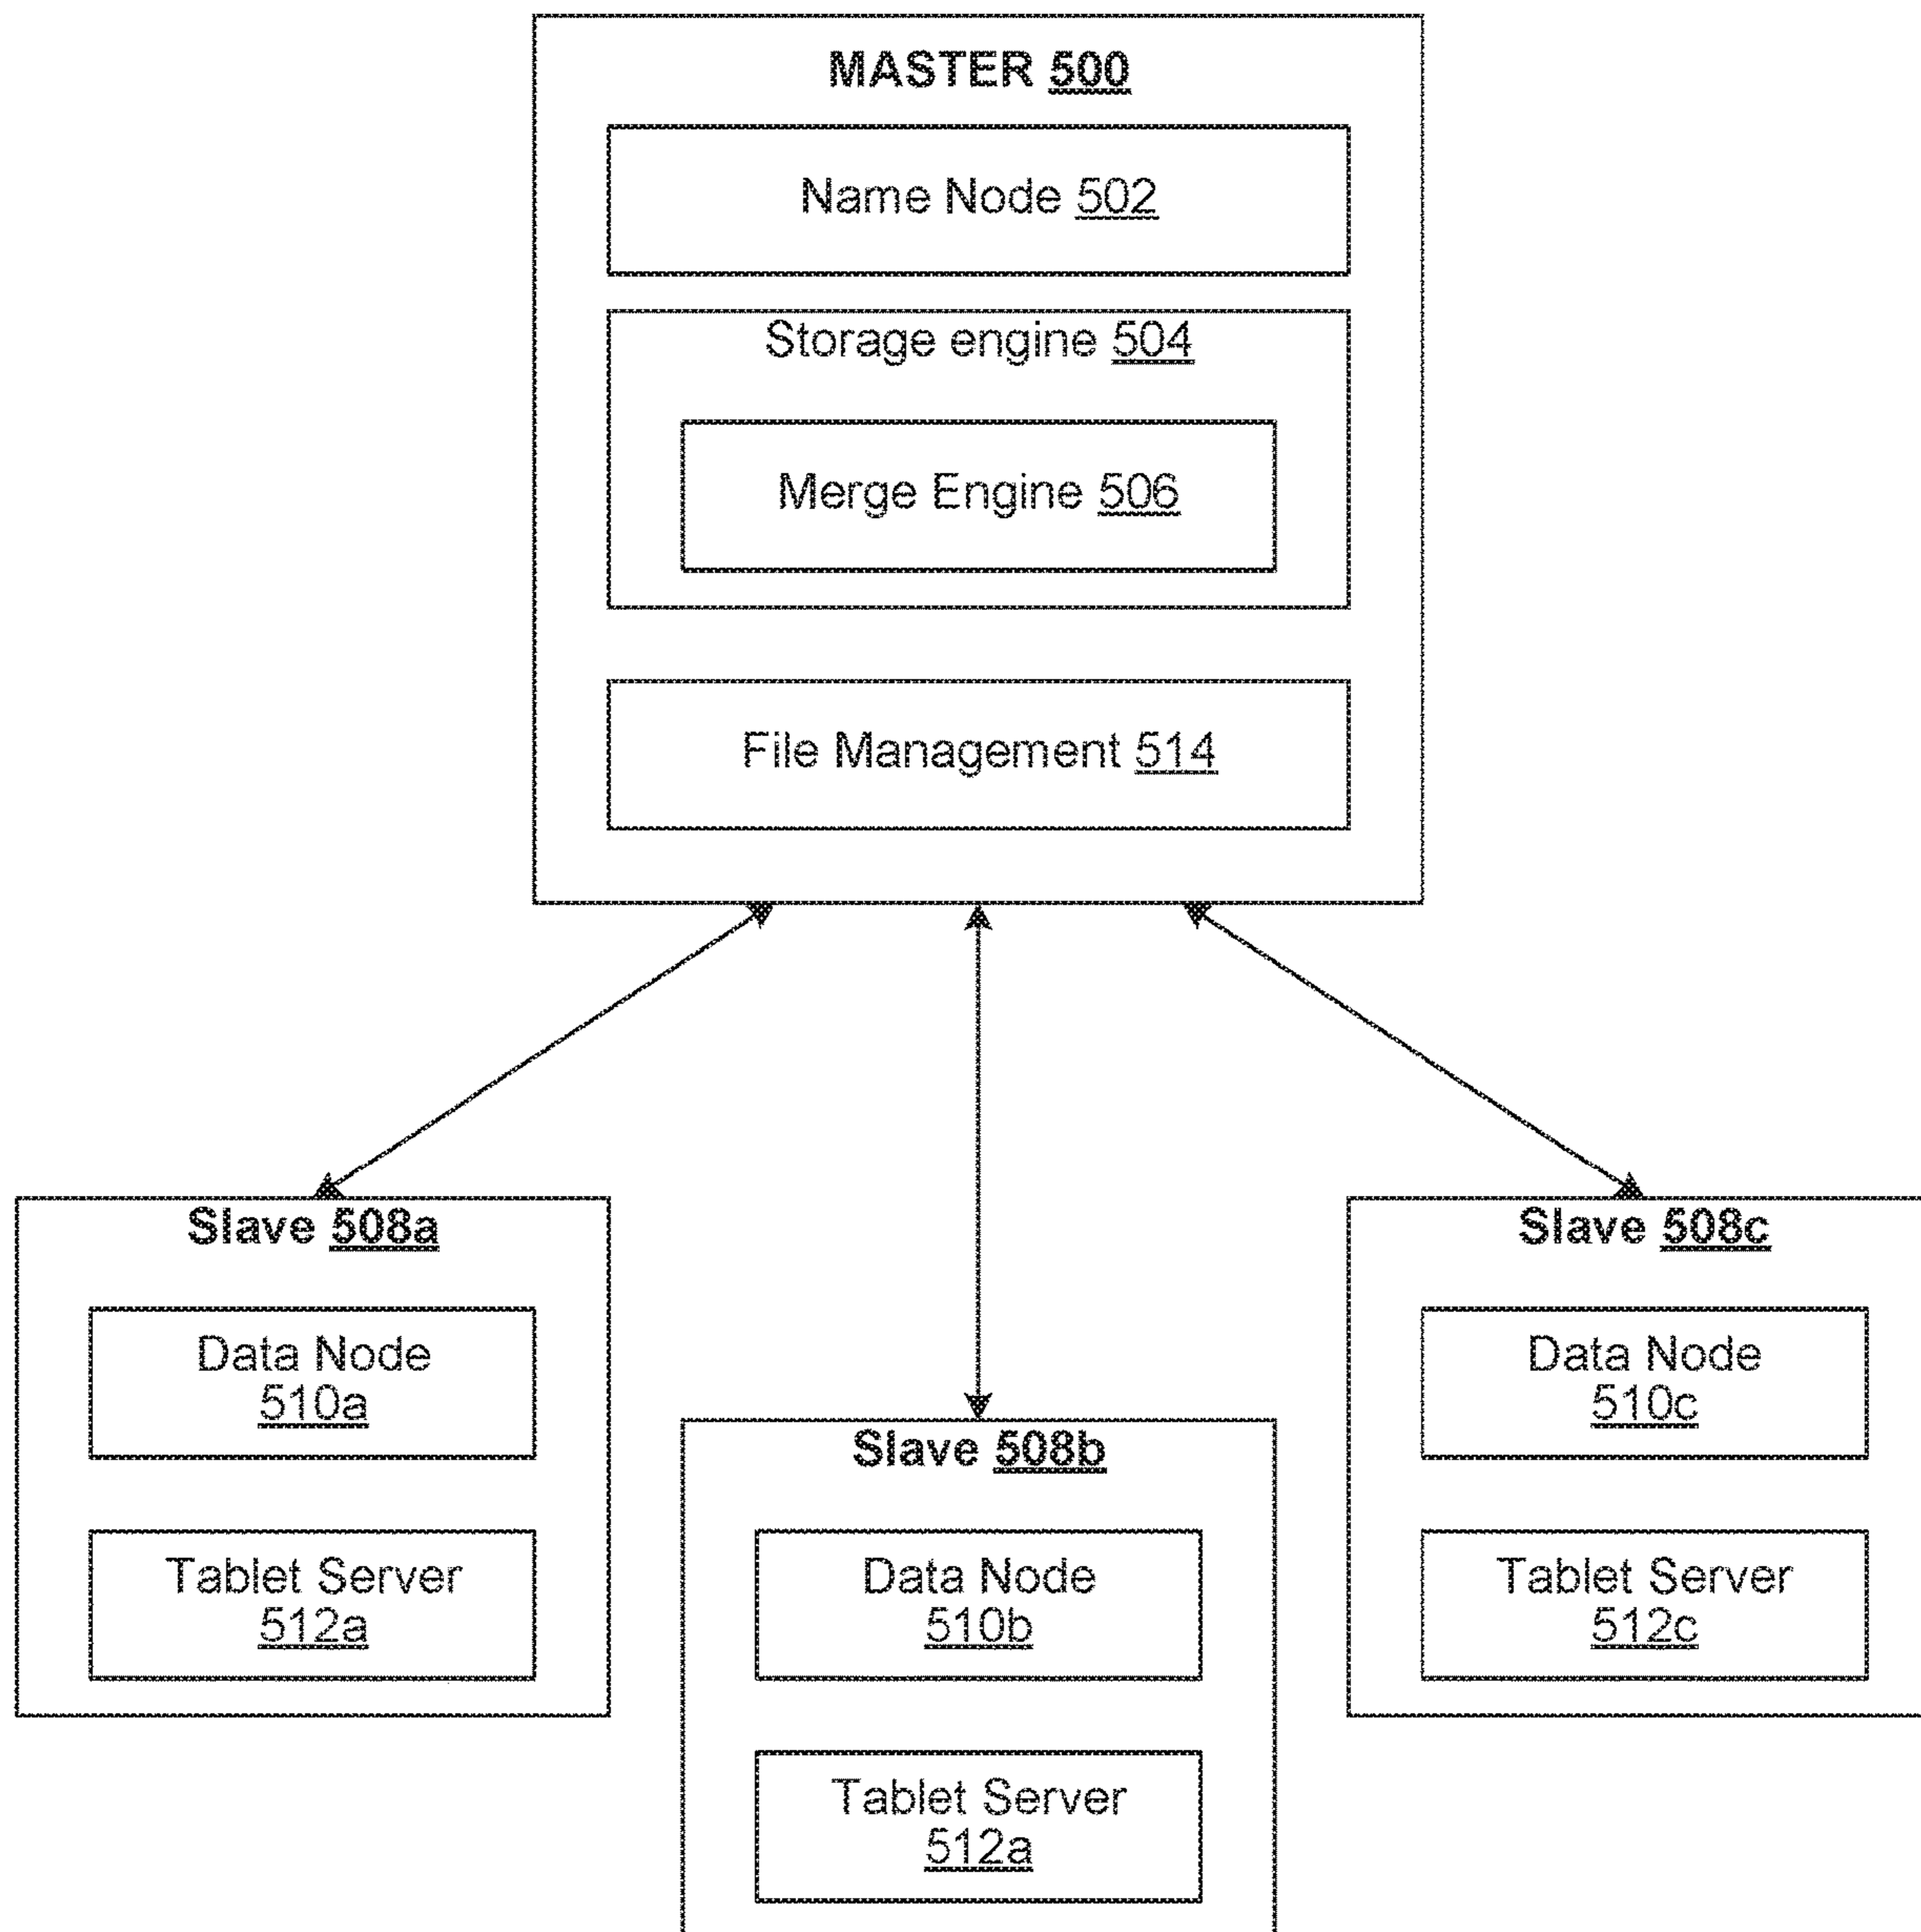 MASTER 500
Name Node 502
Storage engine 504
Merge Engine 506
File Management 514
Slave 508a
Data Node
510a
Tablet Server
512a
Slave 508b
Data Node
510b
Tablet Server
512a
Slave 508c
Data Node
510c
Tablet Server
512c